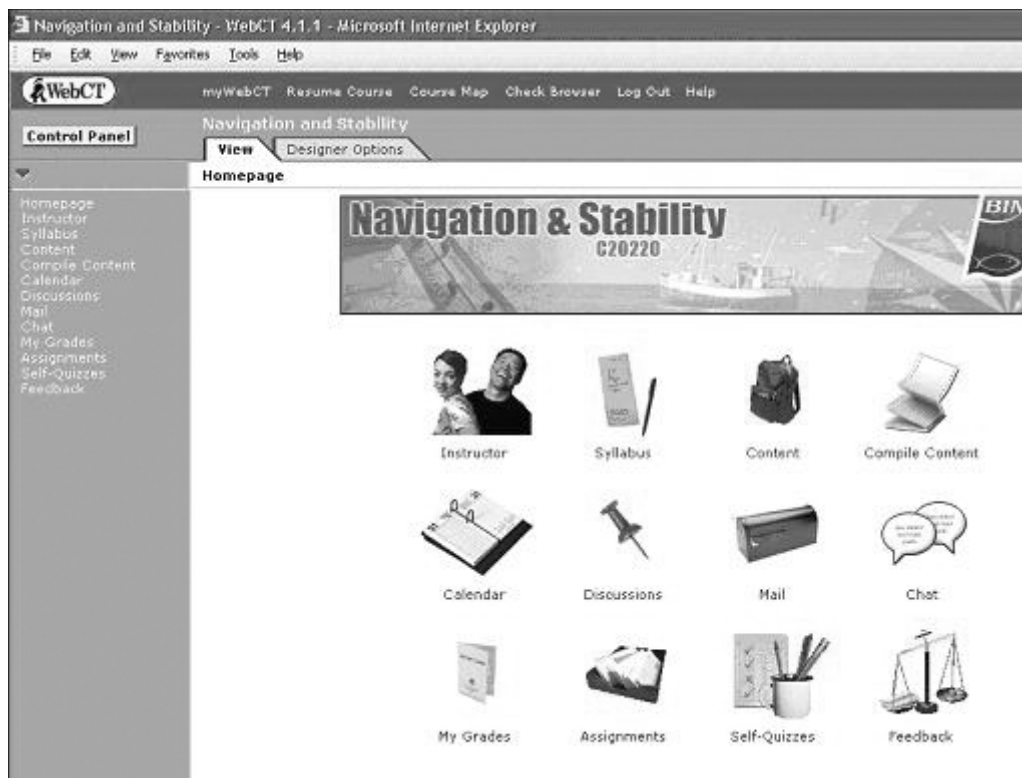 Navigation and Stability - WebCT 4.1.1 - Microsoft Internet Explorer
File Edit View Favorites Tools Help
WebCT myWebCT Resume Course Course Map Check Browser Log Out Help
Control Panel
Navigation and Stability
View Designer Options
Homepage
Homepage
Instructor
Syllabus
Content
Compile Content
Calendar
Discussions
Mail
Chat
My Grades
Assignments
Self-Quizzes
Feedback
Navigation & Stability
C20220
BIM
Instructor Syllabus Content Compile Content
Calendar Discussions Mail Chat
My Grades Assignments Self-Quizzes Feedback